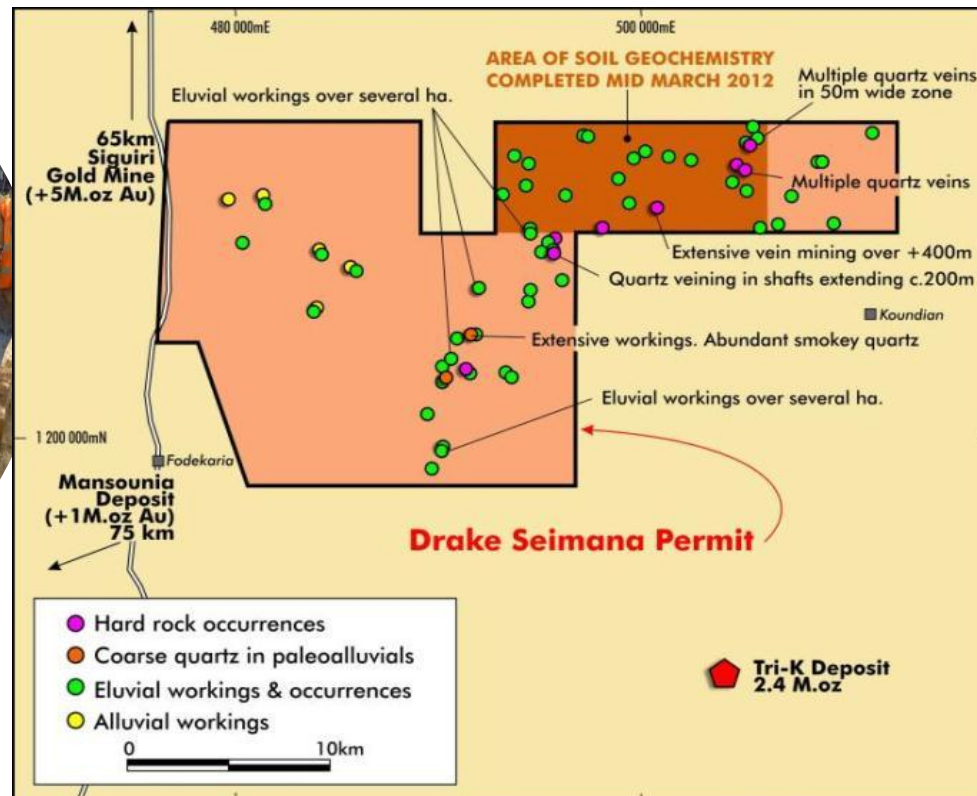 480 000mE
500 000mE
AREA OF SOIL GEOCHEMISTRY
COMPLETED MID MARCH 2012
Multiple quartz veins
in 50m wide zone
Eluvial workings over several ha.
65km
Siguiri
Gold Mine
(+5M.oz Au)
Multiple quartz veins
Extensive vein mining over +400m
Quartz veining in shafts extending c.200m
Koundian
Extensive workings. Abundant smokey quartz
Eluvial workings over several ha.
1 200 000mN
Fodekaria
Mansounia
Deposit
(+1M.oz Au)
75 km
Drake Seimana Permit
Hard rock occurrences
Coarse quartz in paleoalluvials
Eluvial workings & occurrences
Alluvial workings
0 10km
Tri-K Deposit
2.4 M.oz